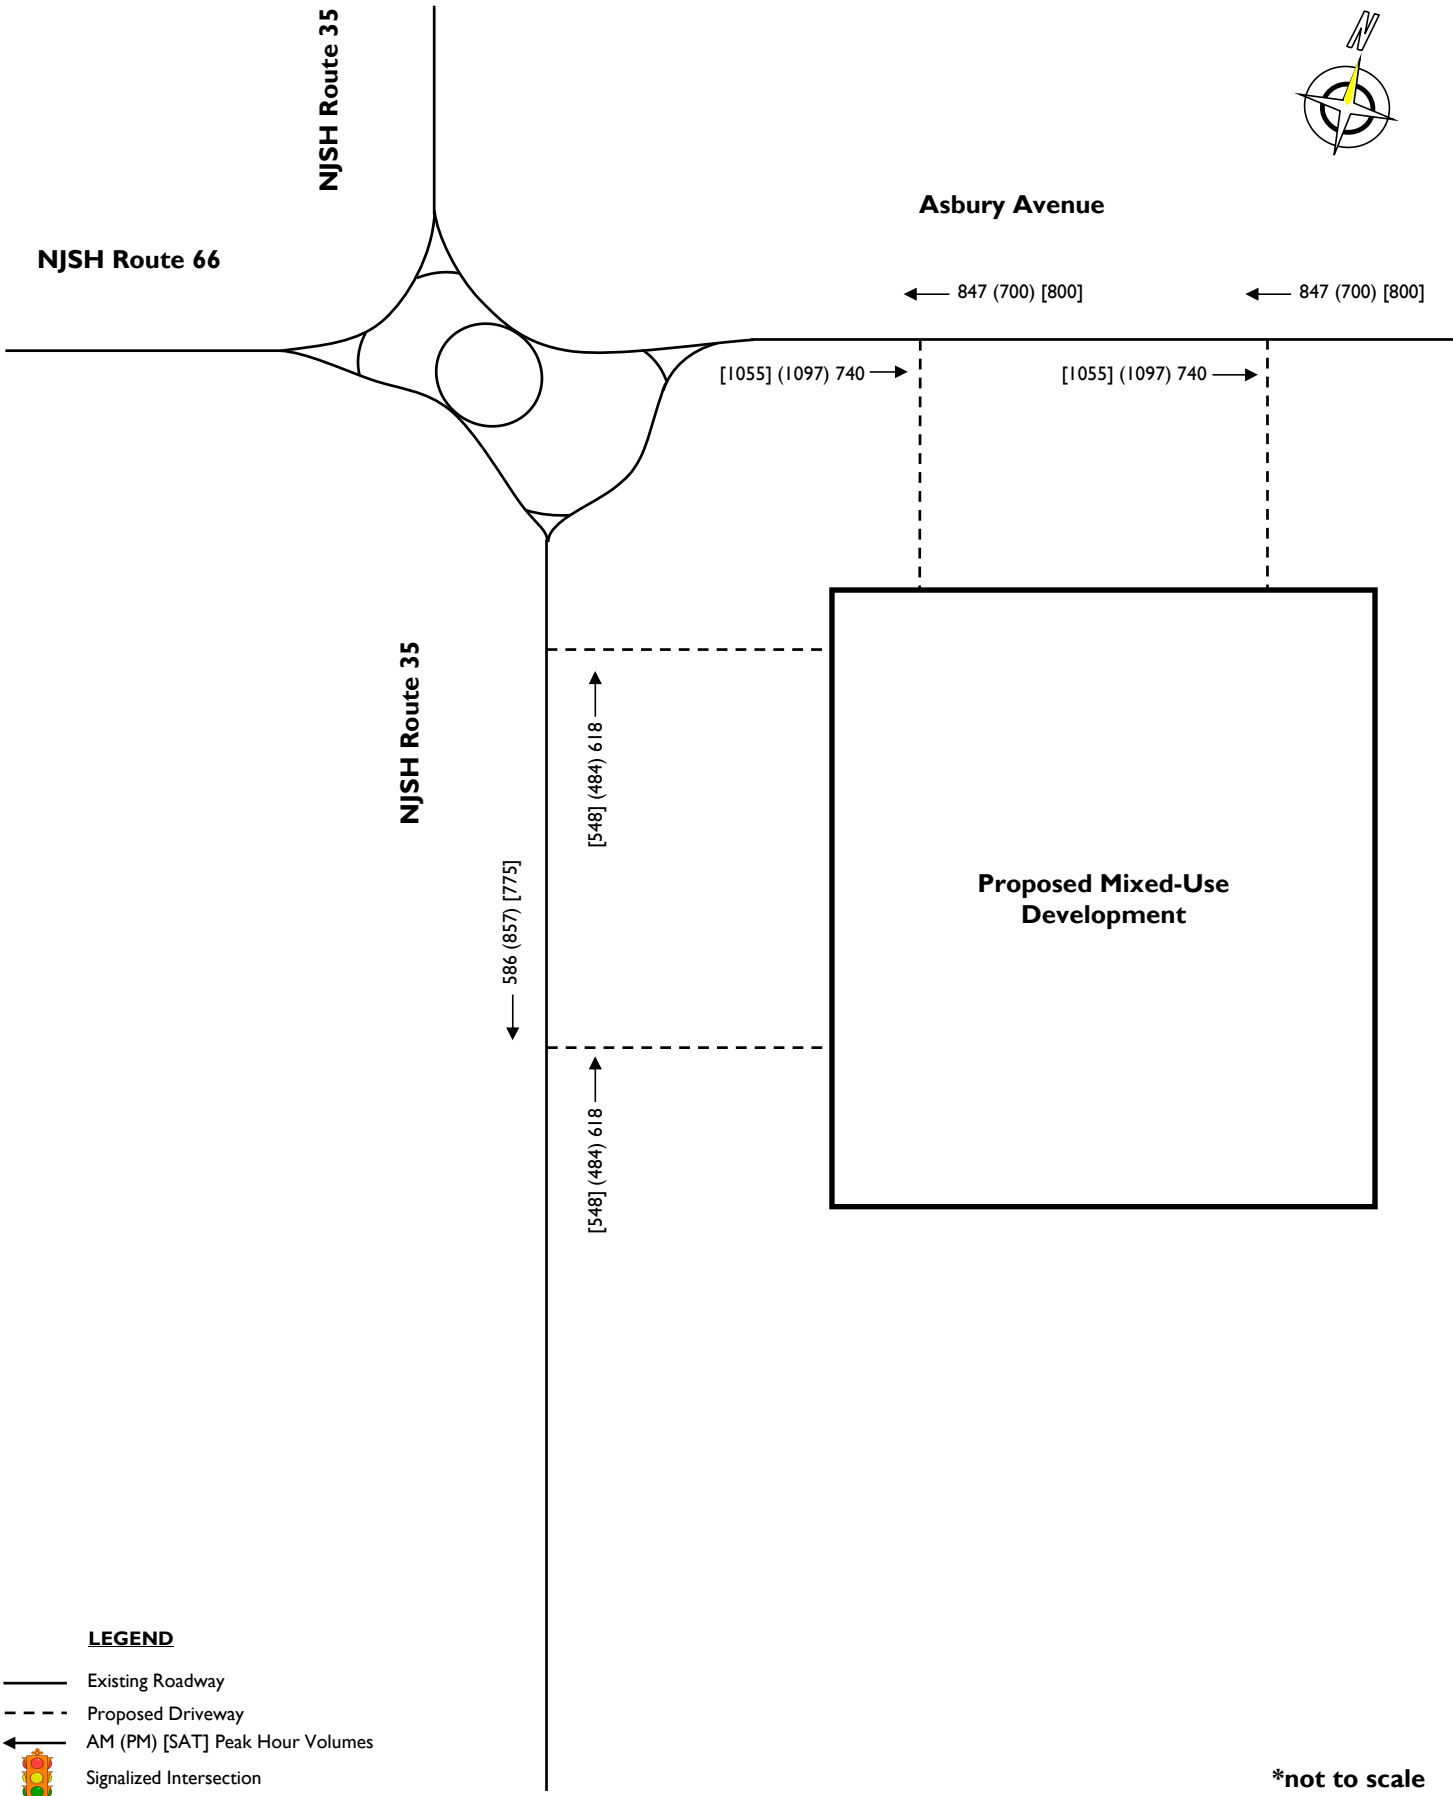 NJSH Route 35
N
Asbury Avenue
NJSH Route 66
847 (700) [800]
847 (700) [800]
[1055] (1097) 740
[1055] (1097) 740
NJSH Route 35
[548] (484) 618
586 (857) [775]
Proposed Mixed-Use
Development
[548] (484) 618
LEGEND
Existing Roadway
Proposed Driveway
AM (PM) [SAT] Peak Hour Volumes
Signalized Intersection
*not to scale